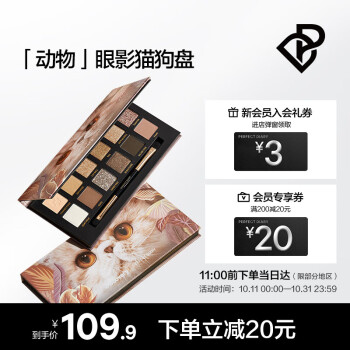 「动物」眼影猫狗盘
新会员入会礼券
进店弹窗领取
PERFECT DIARY
¥3
会员专享券
满200减20元
PERFECT DIARY
¥20
11:00前下单当日达（限部分地区）
活动时间：10.11 00:00—10.31 23:59
到手价 ¥109.9 下单立减20元